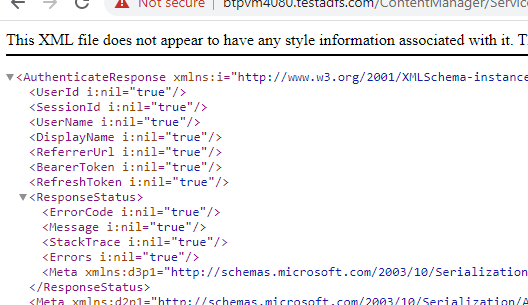 Not secure | btpvm4080.testadfs.com/ContentManager/Servic
This XML file does not appear to have any style information associated with it. T
▼<AuthenticateResponse xmlns:i="http://www.w3.org/2001/XMLSchema-instance
<UserId i:nil="true"/>
<SessionId i:nil="true"/>
<UserName i:nil="true"/>
<DisplayName i:nil="true"/>
<ReferrerUrl i:nil="true"/>
<BearerToken i:nil="true"/>
<RefreshToken i:nil="true"/>
▼<ResponseStatus>
<ErrorCode i:nil="true"/>
<Message i:nil="true"/>
<StackTrace i:nil="true"/>
<Errors i:nil="true"/>
<Meta xmlns:d3p1="http://schemas.microsoft.com/2003/10/Serialization
</ResponseStatus>
<Meta xmlns:d2p1="http://schemas.microsoft.com/2003/10/Serialization/A